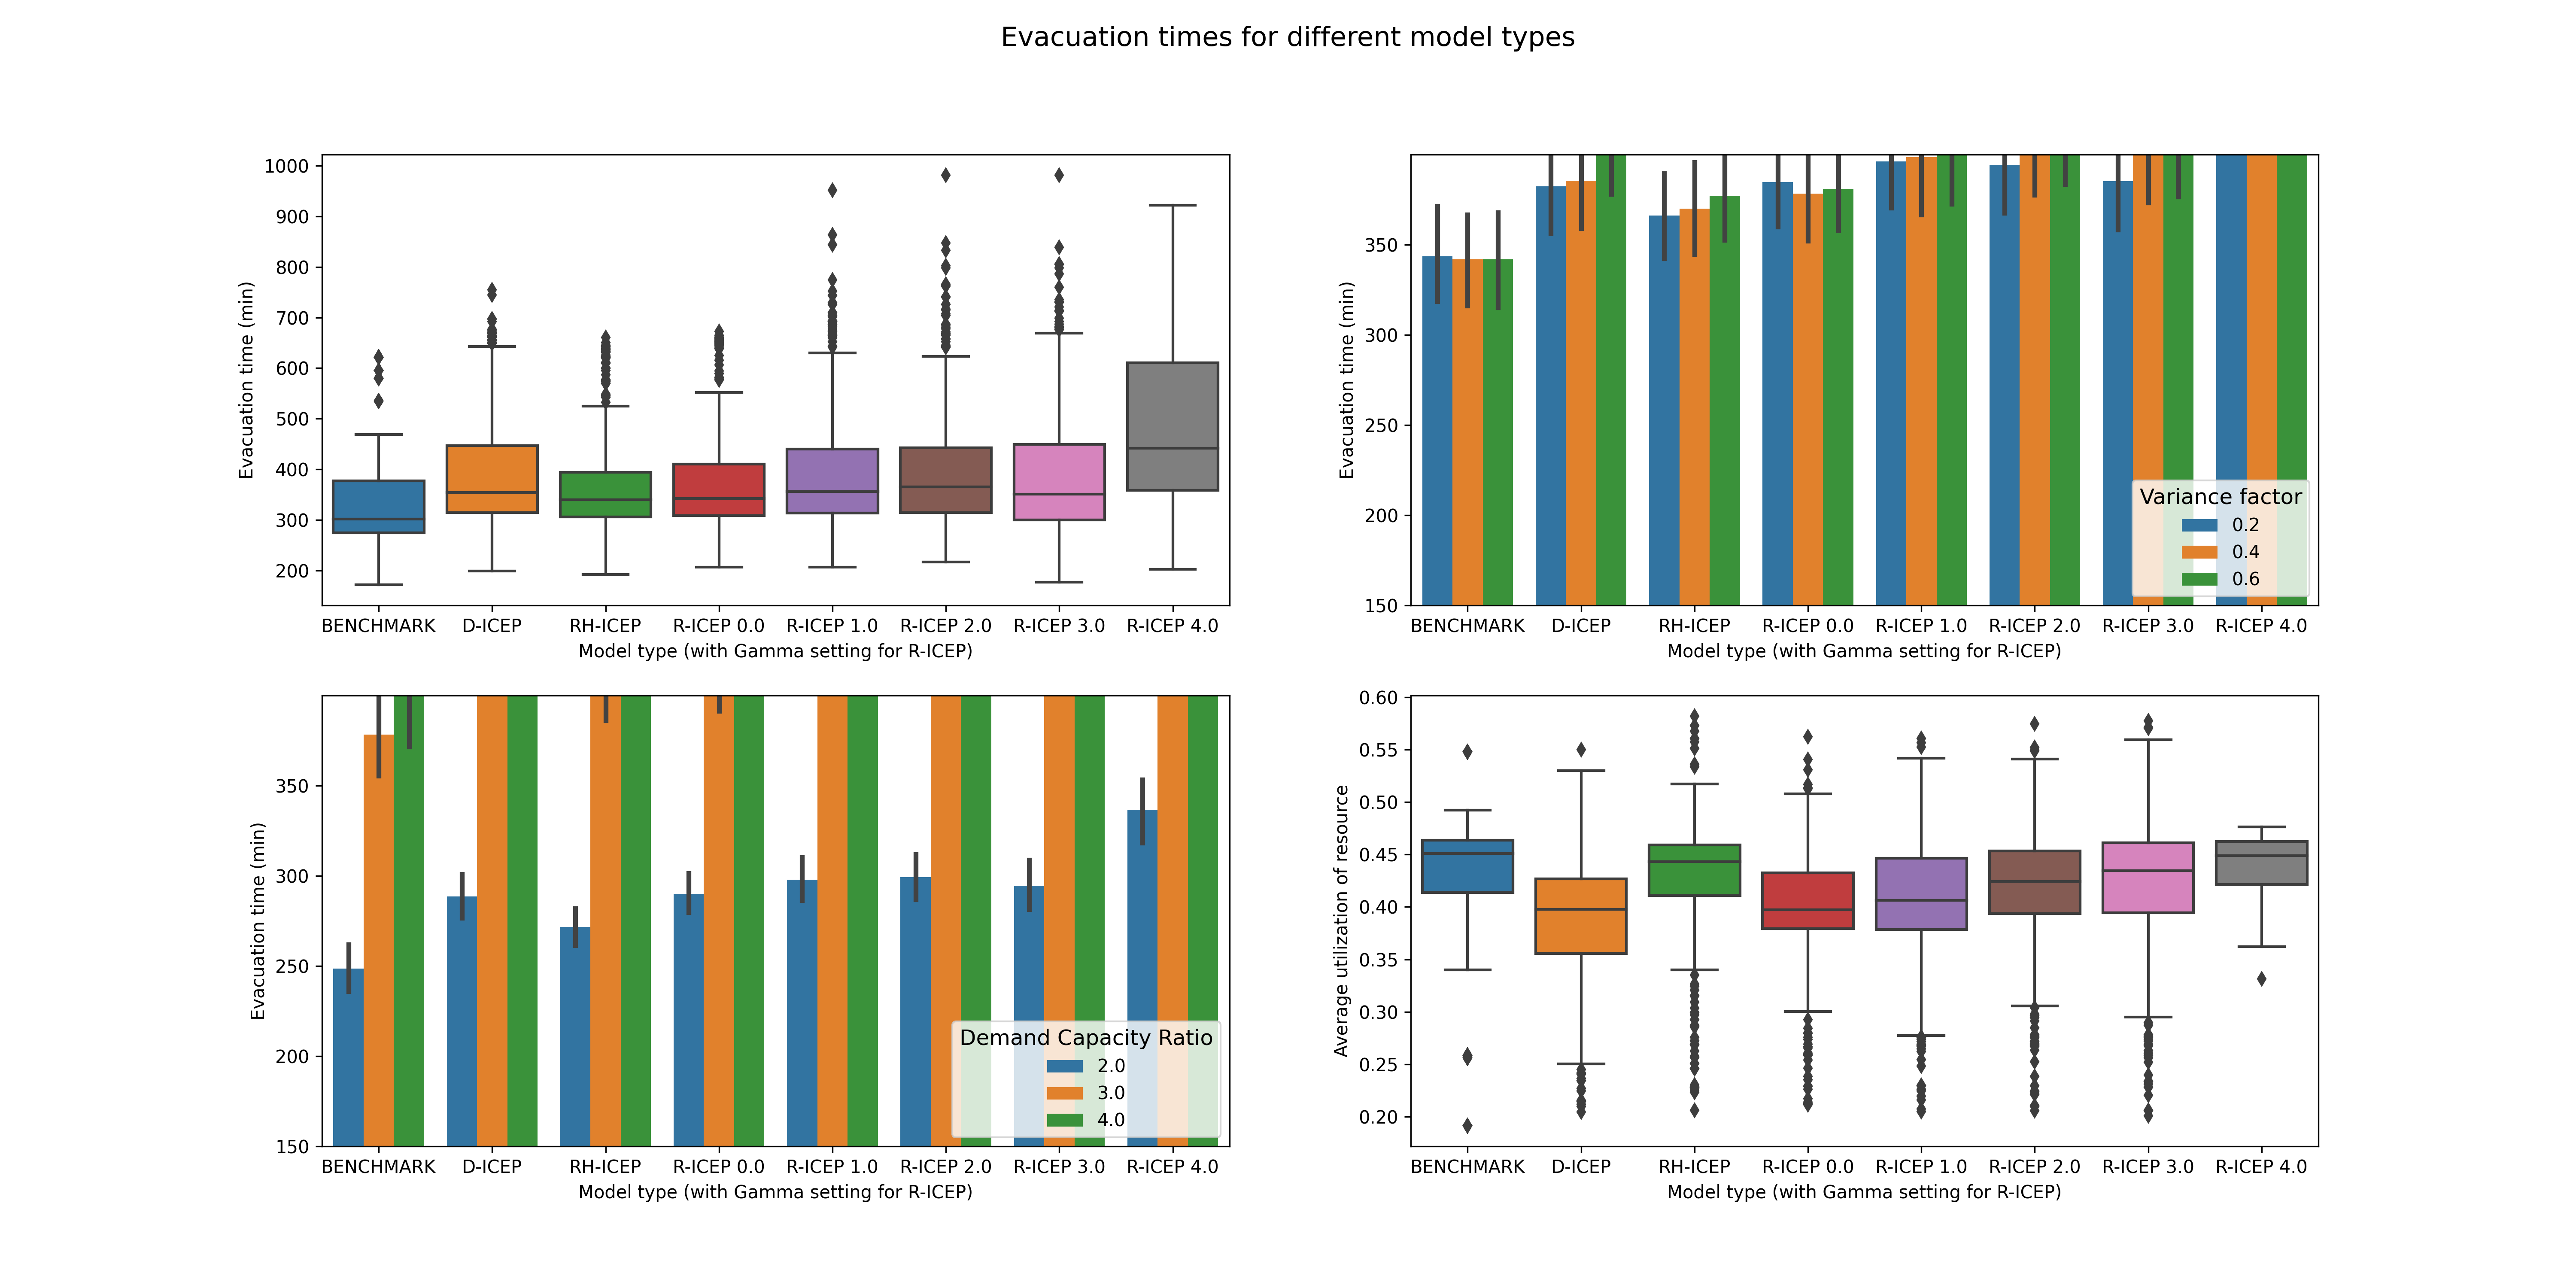 Evacuation times for different model types
1000
900
800
700
600
500
400
300
200
Evacuation time (min)
BENCHMARK D-ICEP RH-ICEP R-ICEP 0.0 R-ICEP 1.0 R-ICEP 2.0 R-ICEP 3.0 R-ICEP 4.0
Model type (with Gamma setting for R-ICEP)
350
300
250
200
150
Evacuation time (min)
Variance factor
0.2
0.4
0.6
BENCHMARK D-ICEP RH-ICEP R-ICEP 0.0 R-ICEP 1.0 R-ICEP 2.0 R-ICEP 3.0 R-ICEP 4.0
Model type (with Gamma setting for R-ICEP)
350
300
250
200
150
Evacuation time (min)
Demand Capacity Ratio
2.0
3.0
4.0
BENCHMARK D-ICEP RH-ICEP R-ICEP 0.0 R-ICEP 1.0 R-ICEP 2.0 R-ICEP 3.0 R-ICEP 4.0
Model type (with Gamma setting for R-ICEP)
0.60
0.55
0.50
0.45
0.40
0.35
0.30
0.25
0.20
Average utilization of resource
BENCHMARK D-ICEP RH-ICEP R-ICEP 0.0 R-ICEP 1.0 R-ICEP 2.0 R-ICEP 3.0 R-ICEP 4.0
Model type (with Gamma setting for R-ICEP)